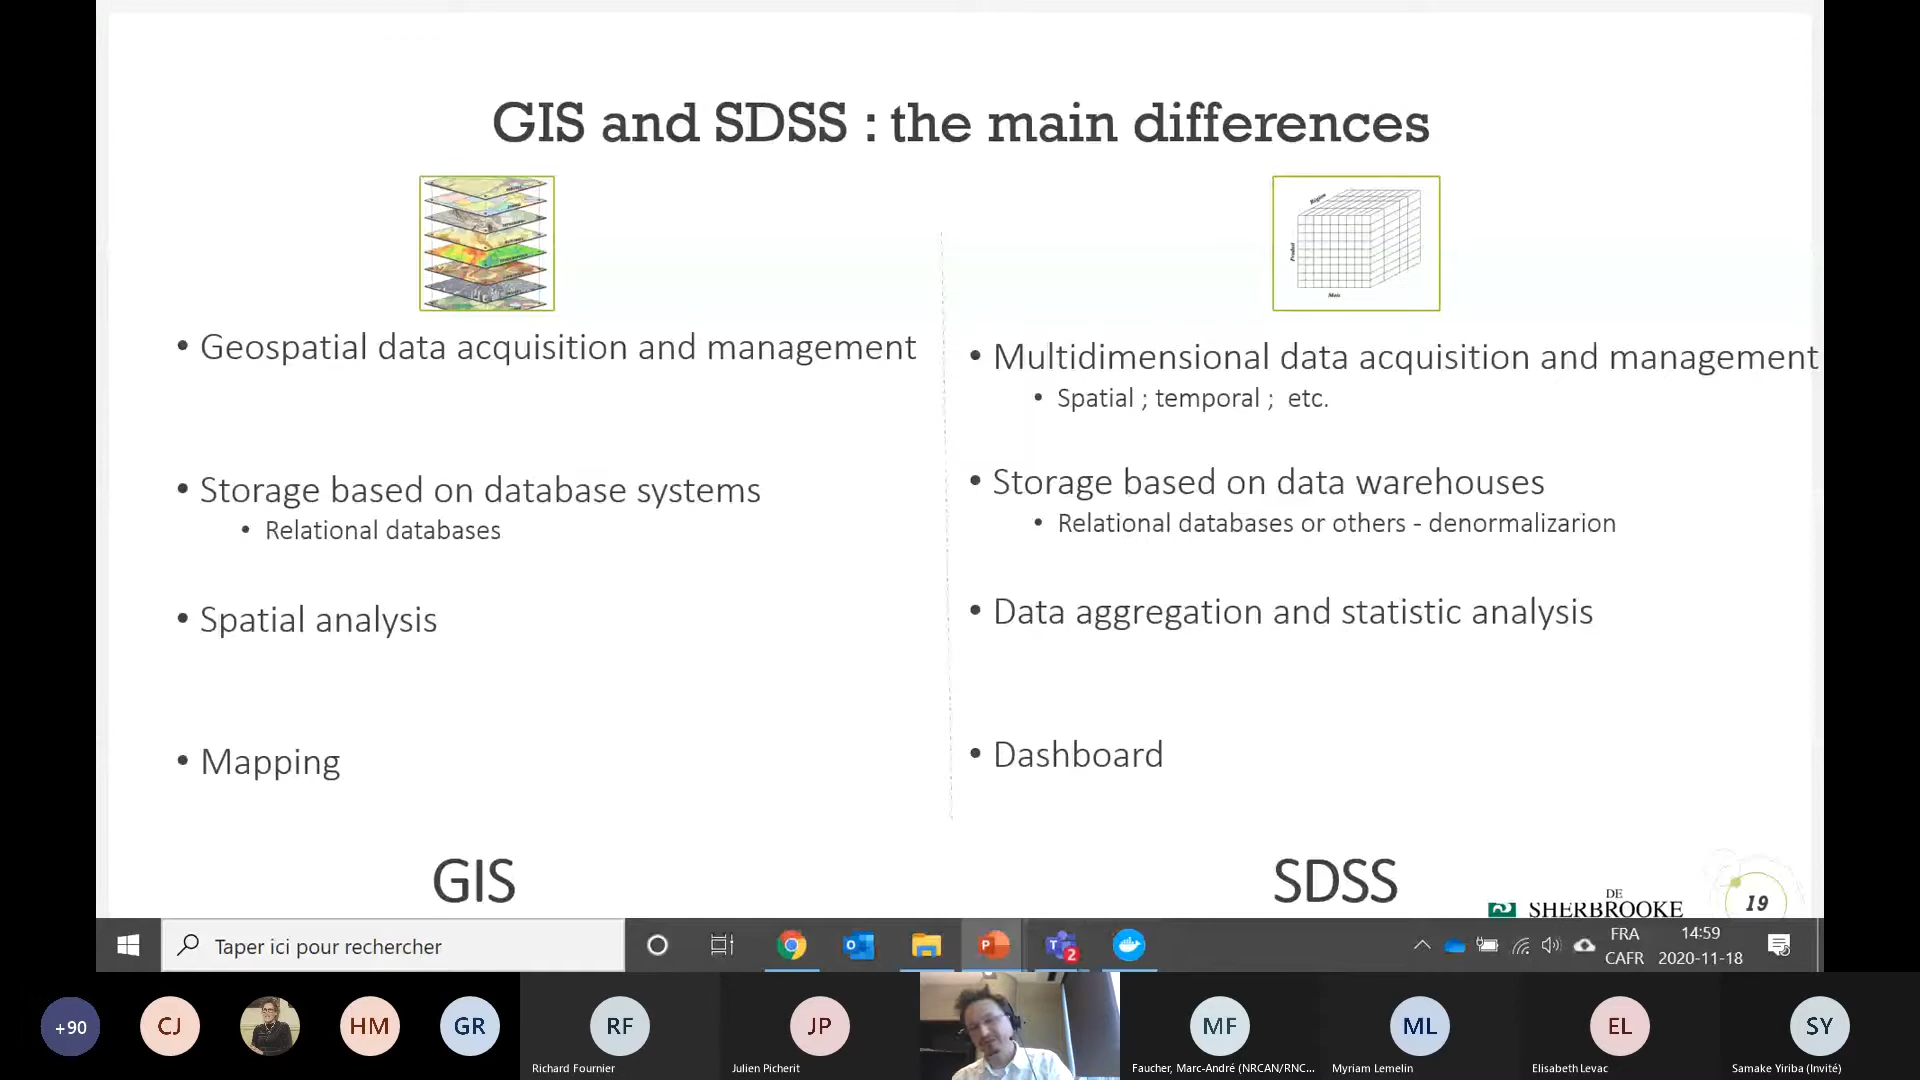 GIS and SDSS : the main differences
Région
Produit
Mois
• Geospatial data acquisition and management
• Storage based on database systems
• Relational databases
• Spatial analysis
• Mapping
GIS
• Multidimensional data acquisition and management
• Spatial ; temporal ; etc.
• Storage based on data warehouses
• Relational databases or others - denormalizarion
• Data aggregation and statistic analysis
• Dashboard
SDSS
DE
SHERBROOKE
19
Taper ici pour rechercher
2
FRA
CAFR
14:59
2020-11-18
+90
CJ
HM
GR
RF
Richard Fournier
JP
Julien Picherit
MF
Faucher, Marc-André (NRCAN/RNC...
ML
Myriam Lemelin
EL
Elisabeth Levac
SY
Samake Yiriba (Invité)